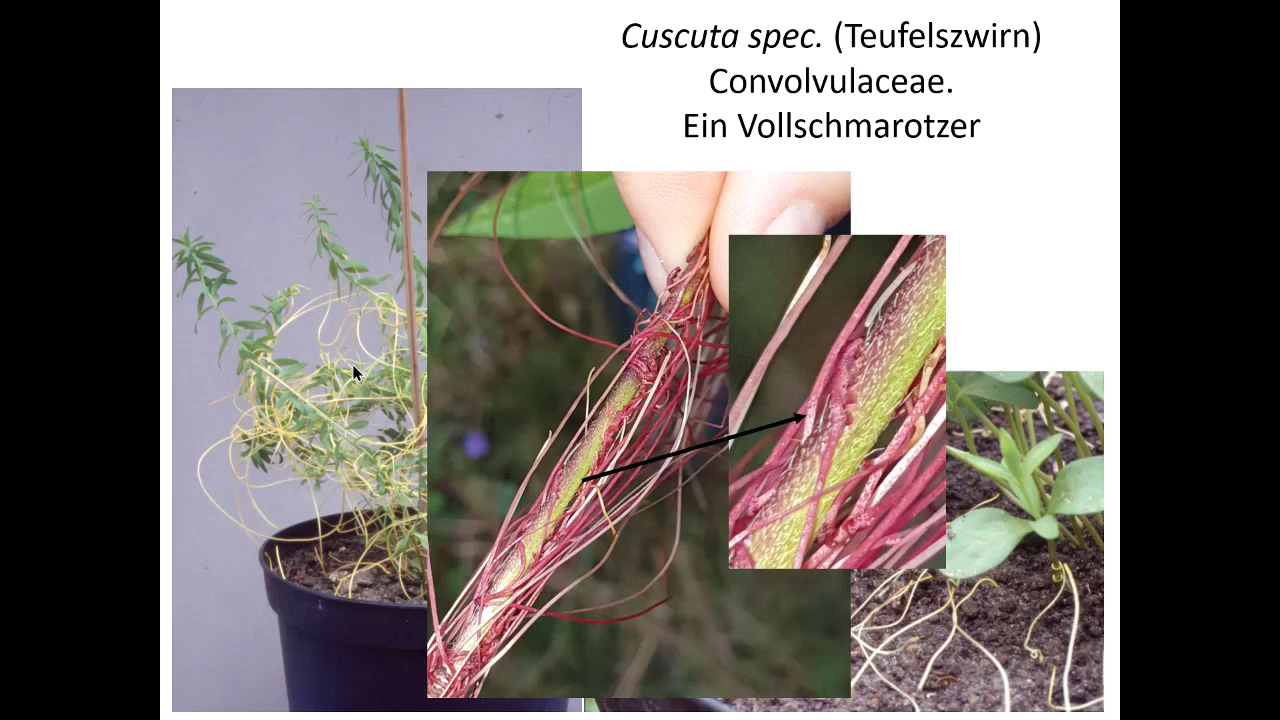 Cuscuta spec. (Teufelszwirn)
Convolvulaceae.
Ein Vollschmarotzer